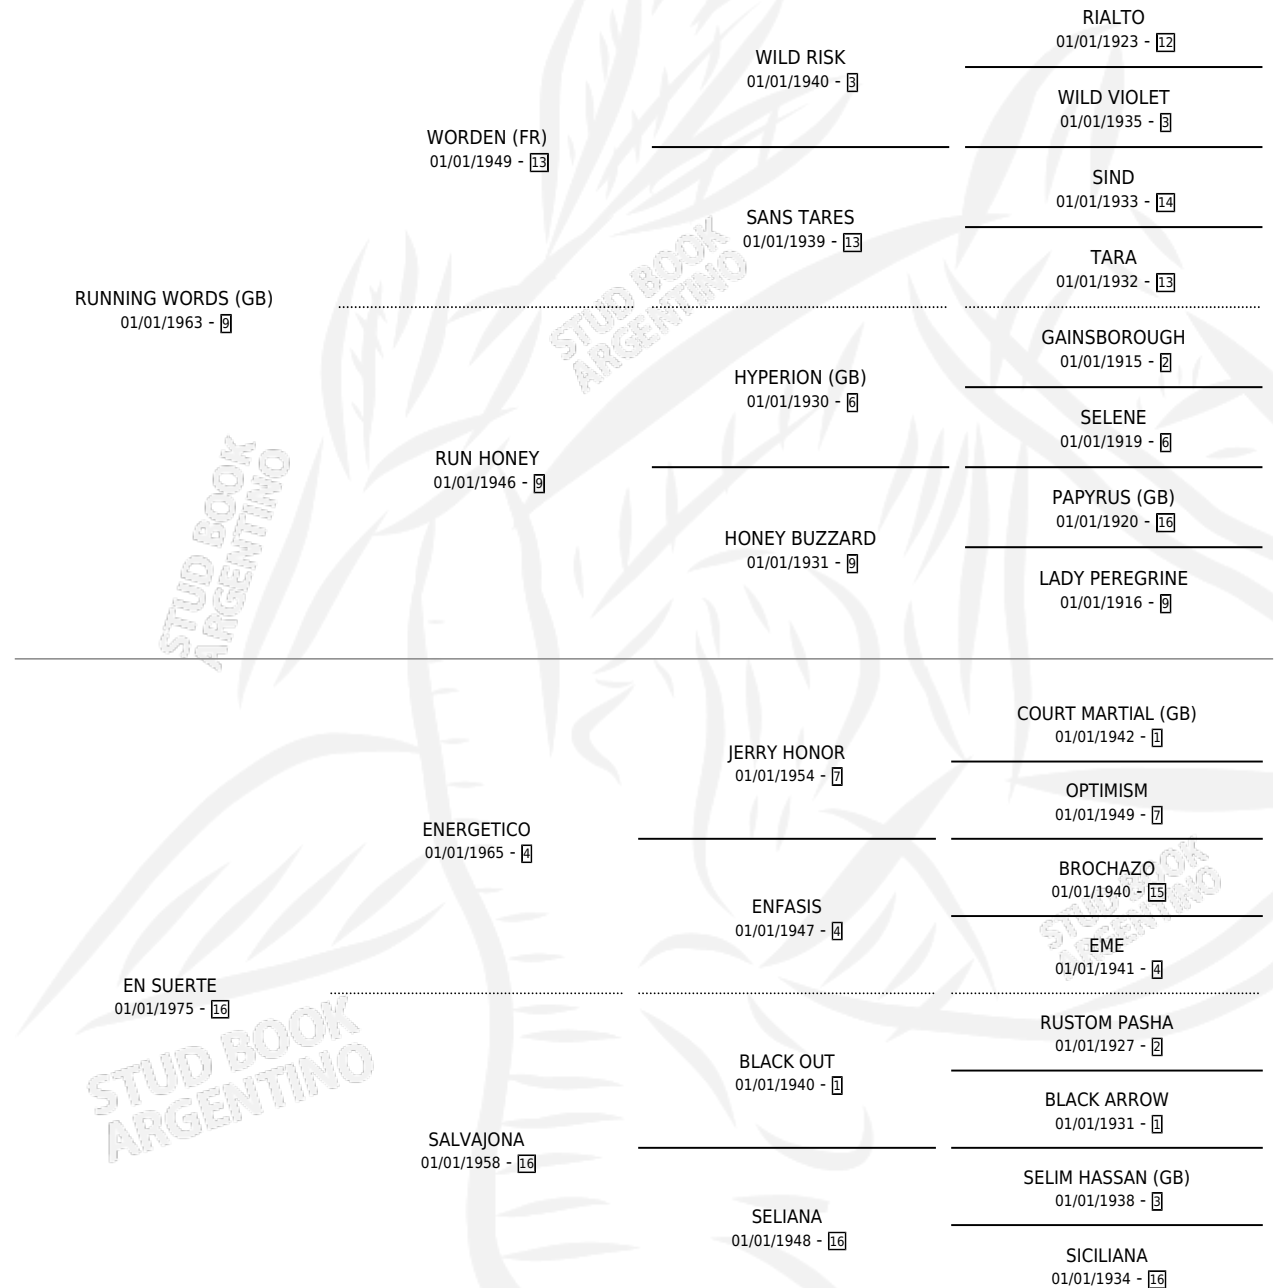 RIALTO
01/01/1923 - 12
WILD RISK
01/01/1940 - 3
WILD VIOLET
01/01/1935 - 3
WORDEN (FR)
01/01/1949 - 13
SIND
01/01/1933 - 14
SANS TARES
01/01/1939 - 13
TARA
01/01/1932 - 13
RUNNING WORDS (GB)
01/01/1963 - 9
GAINSBOROUGH
01/01/1915 - 2
HYPERION (GB)
01/01/1930 - 6
SELENE
01/01/1919 - 6
RUN HONEY
01/01/1946 - 9
PAPYRUS (GB)
01/01/1920 - 16
HONEY BUZZARD
01/01/1931 - 9
LADY PEREGRINE
01/01/1916 - 9
COURT MARTIAL (GB)
01/01/1942 - 1
JERRY HONOR
01/01/1954 - 7
OPTIMISM
01/01/1949 - 7
ENERGETICO
01/01/1965 - 4
BROCHAZO
01/01/1940 - 15
ENFASIS
01/01/1947 - 4
EME
01/01/1941 - 4
EN SUERTE
01/01/1975 - 16
RUSTOM PASHA
01/01/1927 - 2
BLACK OUT
01/01/1940 - 1
BLACK ARROW
01/01/1931 - 1
SALVAJONA
01/01/1958 - 16
SELIM HASSAN (GB)
01/01/1938 - 3
SELIANA
01/01/1948 - 16
SICILIANA
01/01/1934 - 16
STUD BOOK
ARGENTINO
STUD BOOK
ARGENTINO
STUD BOOK
ARGENTINO
STUD BOOK
ARGENTINO